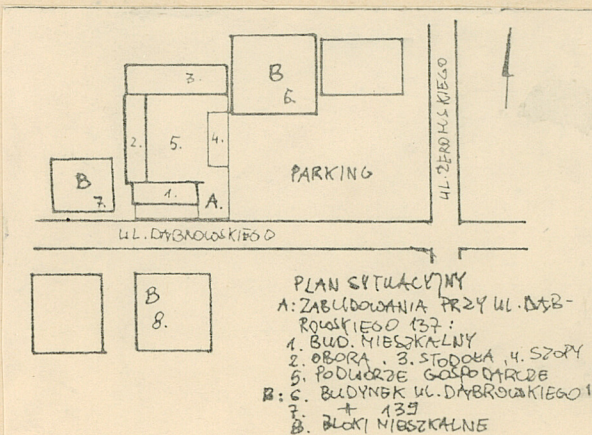 B
6.
3.
2.
5.
4.
B
7.
1.
A.
PARKING
UL. ŻEROMSKIEGO
UL. DĄBROWSKIEGO
B
8.
PLAN SYTUACYJNY
A: ZABUDOWANIA PRZY UL. DĄB-
ROWSKIEGO 137:
1. BUD. MIESZKALNY
2. OBORA, 3. STODOŁA, 4. SZOPY
5. PODWÓRZE GOSPODARCZE
B: 6. BUDYNEK UL. DĄBROWSKIEGO
7. 139
8. BLOKI MIESZKALNE